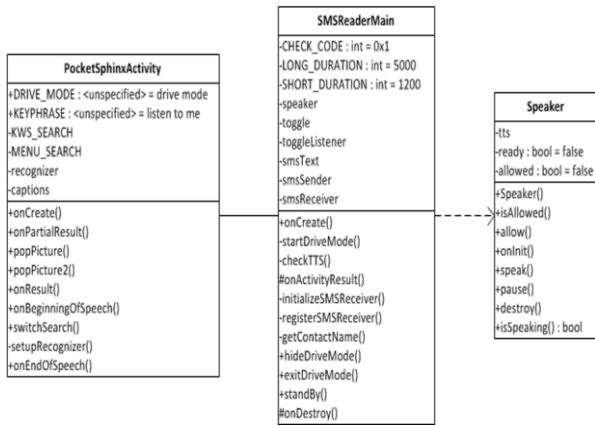 PocketSphinxActivity
+DRIVE_MODE : <unspecified> = drive mode
+KEYPHRASE : <unspecified> = listen to me
-KWS_SEARCH
-MENU_SEARCH
-recognizer
-captions
+onCreate()
+onPartialResult()
+popPicture()
+popPicture2()
+onResult()
+onBeginningOfSpeech()
+switchSearch()
-setupRecognizer()
+onEndOfSpeech()
SMSReaderMain
-CHECK_CODE : int = 0x1
-LONG_DURATION : int = 5000
-SHORT_DURATION : int = 1200
-speaker
-toggle
-toggleListener
-smsText
-smsSender
-smsReceiver
+onCreate()
-startDriveMode()
-checkTTS()
#onActivityResult()
-initializeSMSReceiver()
-registerSMSReceiver()
-getContactName()
+hideDriveMode()
+exitDriveMode()
+standBy()
#onDestroy()
Speaker
-tts
-ready : bool = false
-allowed : bool = false
+Speaker()
+isAllowed()
+allow()
+onInit()
+speak()
+pause()
+destroy()
+isSpeaking() : bool